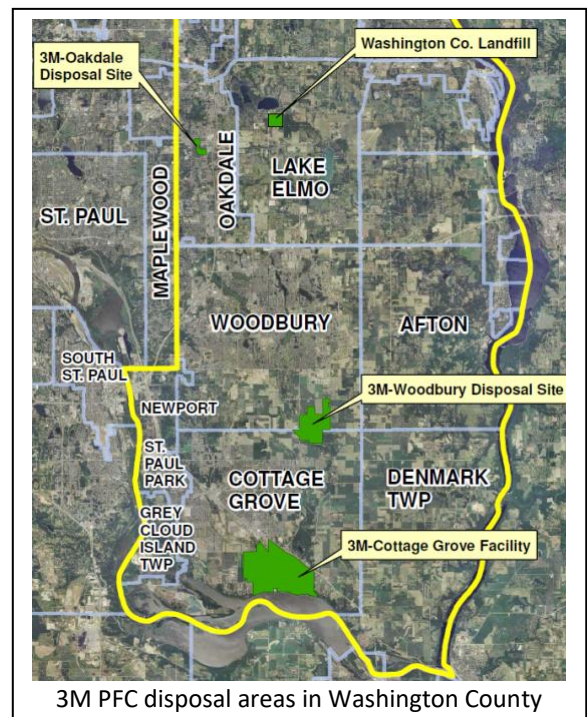 3M-Oakdale
Disposal Site
Washington Co. Landfill
ST. PAUL
MAPLEWOOD
OAKDALE
LAKE
ELMO
WOODBURY
AFTON
SOUTH
ST. PAUL
3M-Woodbury Disposal Site
NEWPORT
ST.
PAUL
PARK
COTTAGE
GROVE
DENMARK
TWP
GREY
CLOUD
ISLAND
TWP
3M-Cottage Grove Facility
3M PFC disposal areas in Washington County